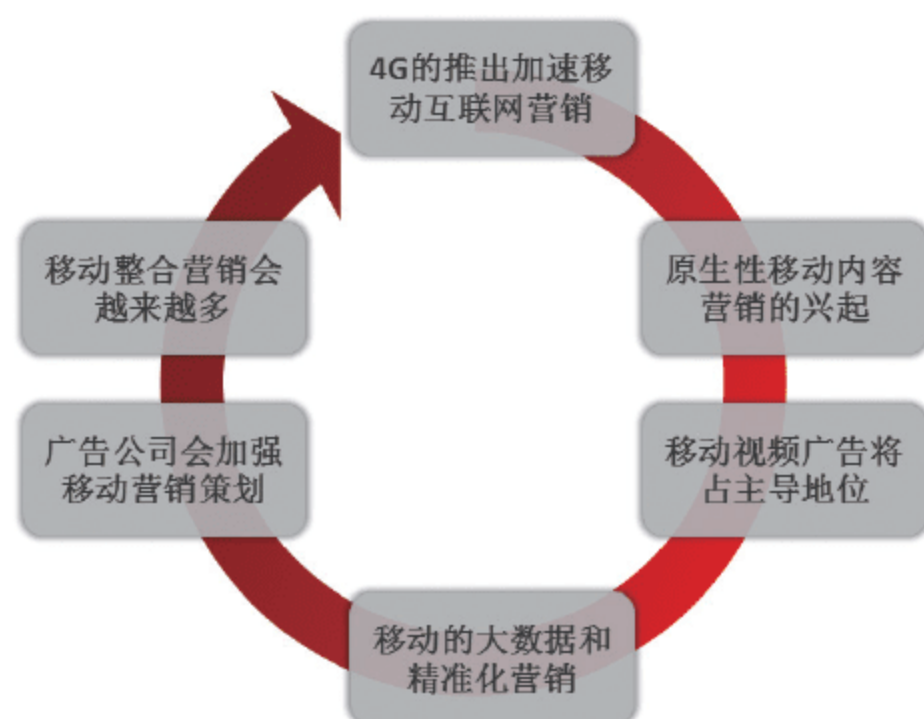 4G的推出加速移
动互联网营销
原生性移动内容
营销的兴起
移动视频广告将
占主导地位
移动的大数据和
精准化营销
广告公司会加强
移动营销策划
移动整合营销会
越来越多